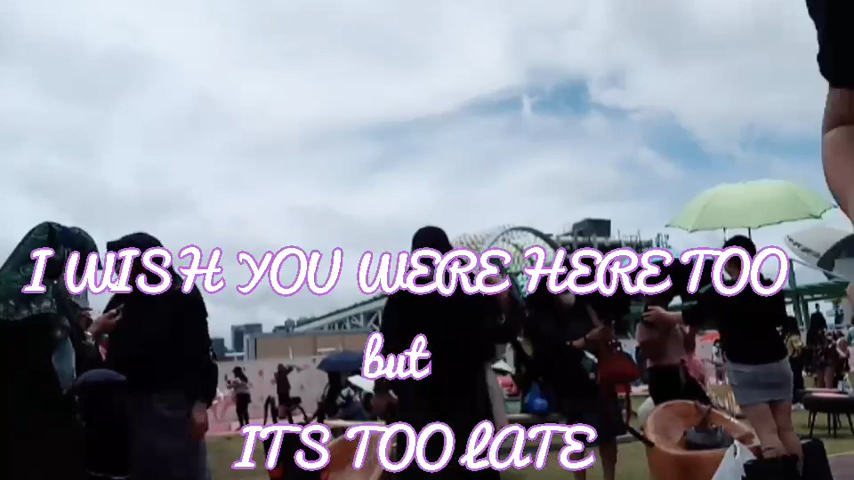 I WISH YOU WERE HERE TOO
but
ITS TOO LATE